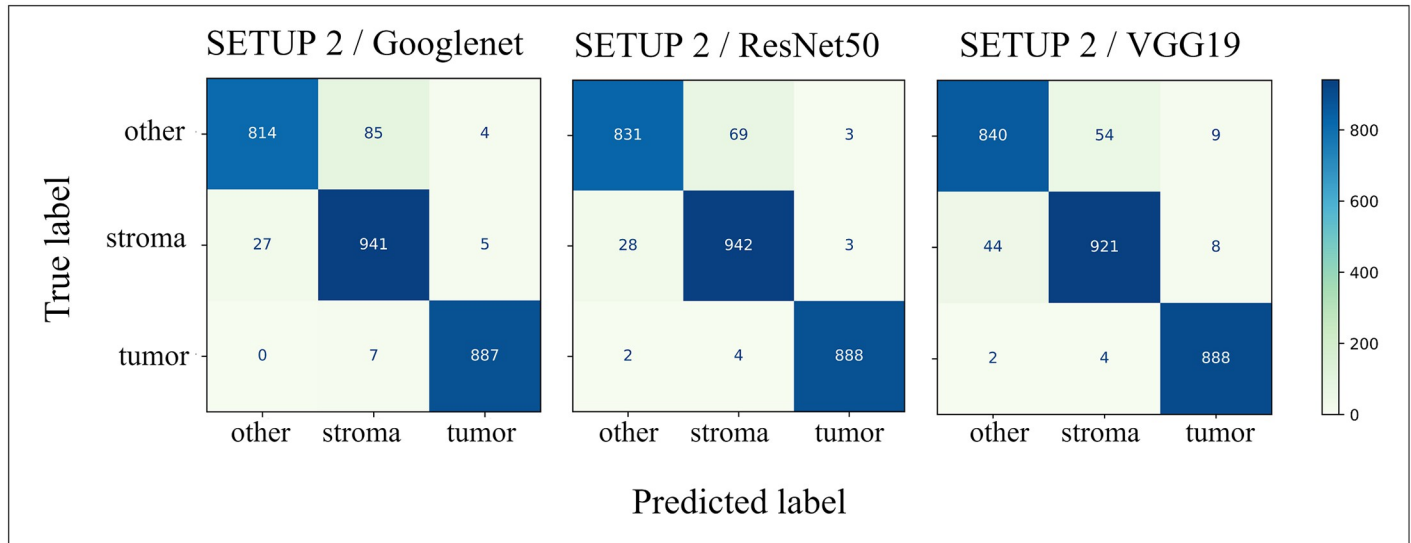 SETUP 2 / Googlenet SETUP 2 / ResNet50 SETUP 2 / VGG19
other 814 85 4 831 69 3 840 54 9 800
stroma 27 941 5 28 942 3 44 921 8 600
400
tumor 0 7 887 2 4 888 2 4 888 200
0
other stroma tumor other stroma tumor other stroma tumor
True label
Predicted label